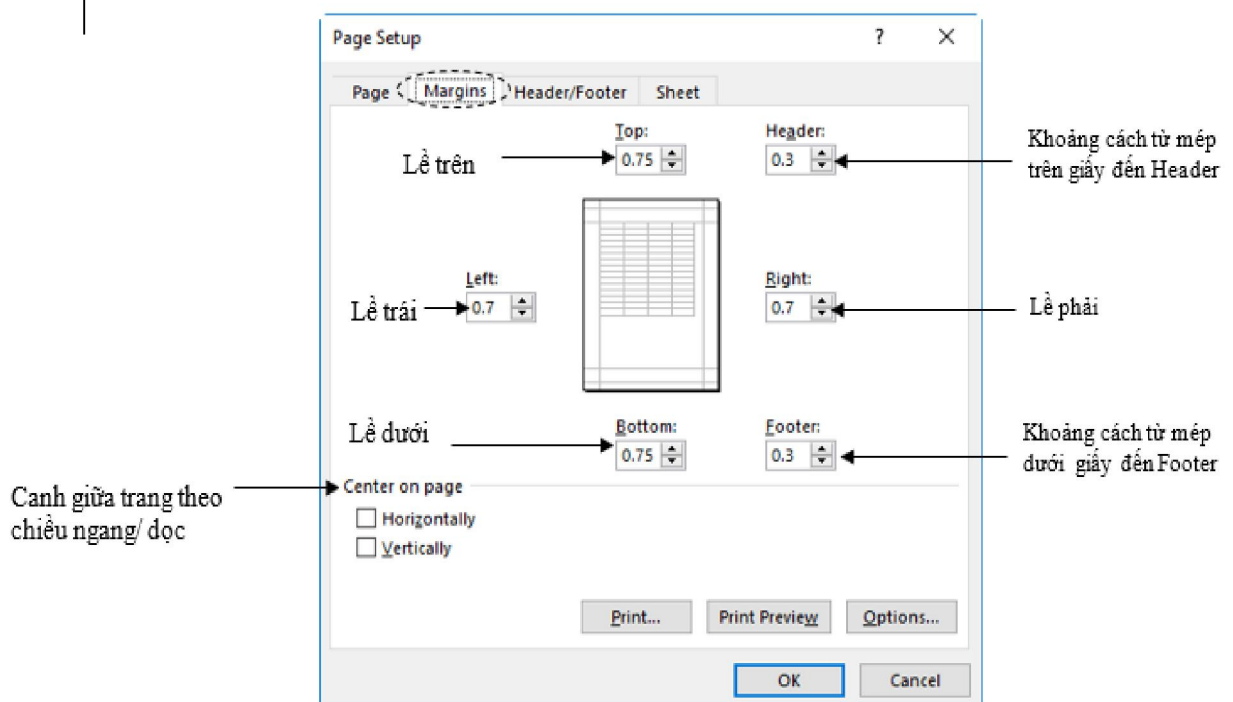 Page Setup
?
Page
Margins
Header/Footer
Sheet
Top:
Header:
Lề trên
0.75
0.3
Khoảng cách từ mép
trên giấy đến Header
Left:
Right:
Lề trái
0.7
0.7
Lề phải
Lề dưới
Bottom:
Footer:
0.75
0.3
Khoảng cách từ mép
dưới giấy đến Footer
Canh giữa trang theo
chiều ngang/ dọc
Center on page
Horizontally
Vertically
Print...
Print Preview
Options...
OK
Cancel